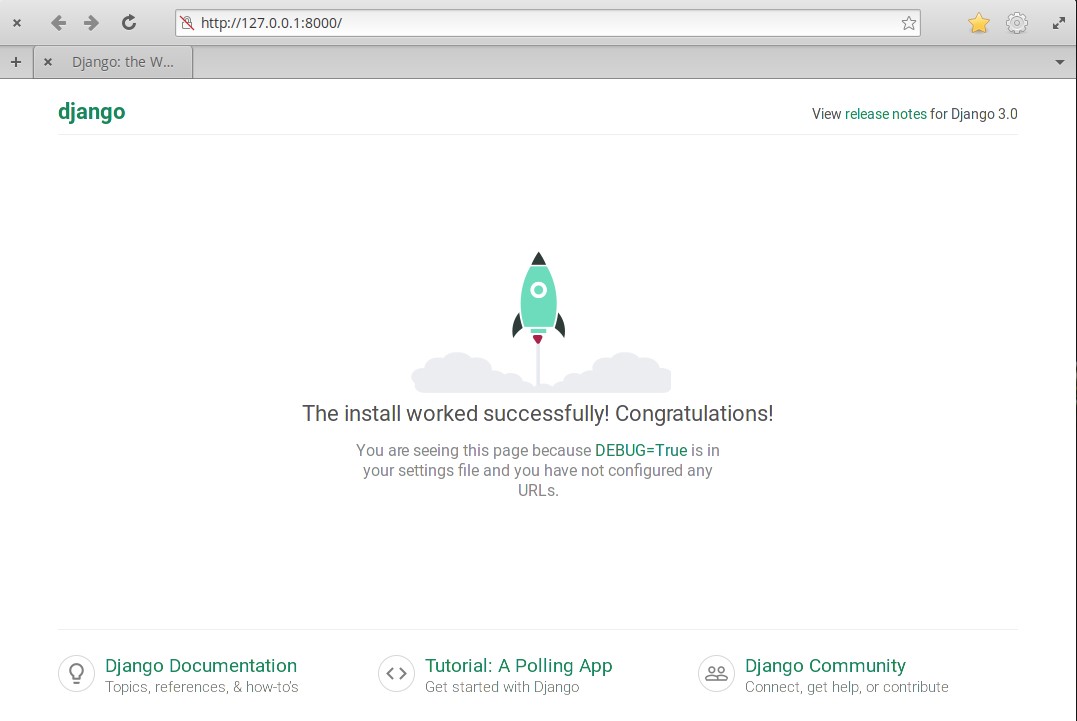 http://127.0.0.1:8000/
Django: the W...
django
View release notes for Django 3.0
The install worked successfully! Congratulations!
You are seeing this page because DEBUG=True is in
your settings file and you have not configured any
URLs.
Django Documentation
Topics, references, & how-to's
Tutorial: A Polling App
Get started with Django
Django Community
Connect, get help, or contribute